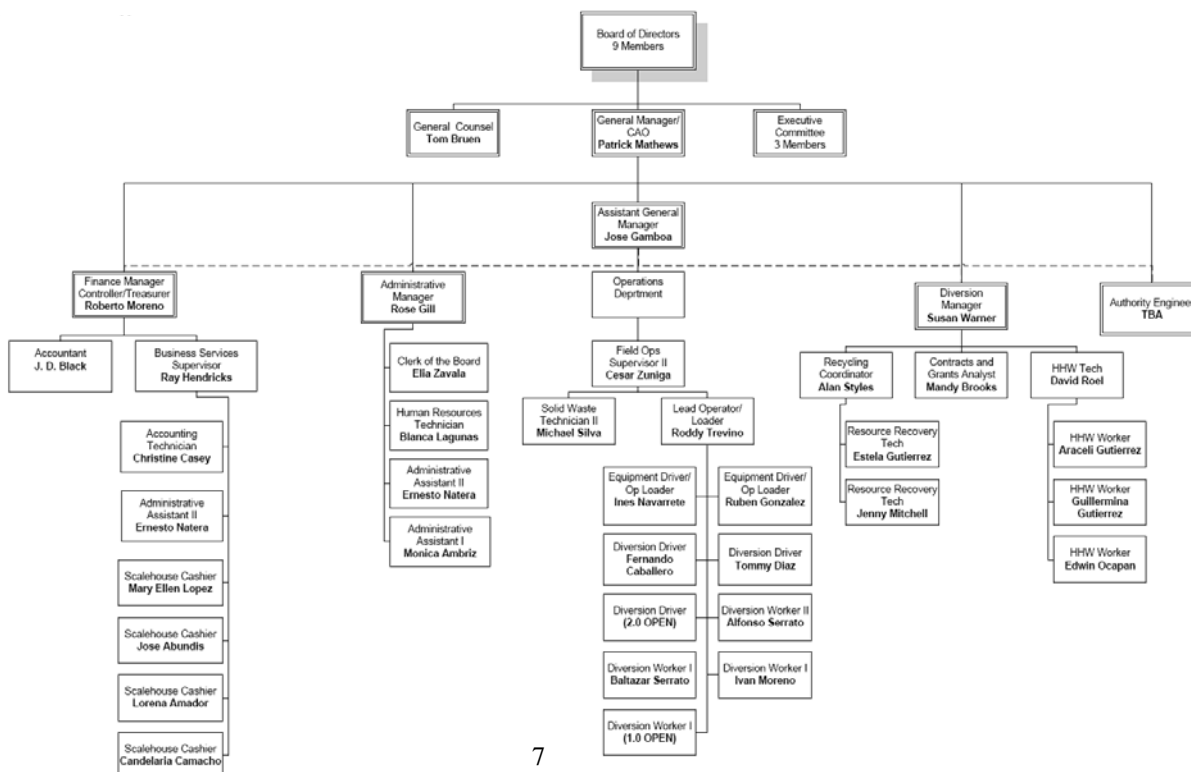 Board of Directors
9 Members
General Counsel
Tom Bruen
General Manager/
CAO
Patrick Mathews
Executive
Committee
3 Members
Assistant General
Manager
Jose Gamboa
Finance Manager
Controller/Treasurer
Roberto Moreno
Administrative
Manager
Rose Gill
Operations
Deprtment
Diversion
Manager
Susan Warner
Authority Engineer
TBA
Accountant
J. D. Black
Business Services
Supervisor
Ray Hendricks
Accounting
Technician
Christine Casey
Administrative
Assistant II
Ernesto Natera
Scalehouse Cashier
Mary Ellen Lopez
Scalehouse Cashier
Jose Abundis
Scalehouse Cashier
Lorena Amador
Scalehouse Cashier
Candelaria Camacho
Clerk of the Board
Elia Zavala
Human Resources
Technician
Blanca Lagunas
Administrative
Assistant II
Ernesto Natera
Administrative
Assistant I
Monica Ambriz
Field Ops
Supervisor II
Cesar Zuniga
Solid Waste
Technician II
Michael Silva
Lead Operator/
Loader
Roddy Trevino
Equipment Driver/
Op Loader
Ines Navarrete
Equipment Driver/
Op Loader
Ruben Gonzalez
Diversion Driver
Fernando
Caballero
Diversion Driver
Tommy Diaz
Diversion Driver
(2.0 OPEN)
Diversion Worker II
Alfonso Serrato
Diversion Worker I
Baltazar Serrato
Diversion Worker I
Ivan Moreno
Diversion Worker I
(1.0 OPEN)
Recycling
Coordinator
Alan Styles
Contracts and
Grants Analyst
Mandy Brooks
HHW Tech
David Roel
Resource Recovery
Tech
Estela Gutierrez
Resource Recovery
Tech
Jenny Mitchell
HHW Worker
Araceli Gutierrez
HHW Worker
Guillermina
Gutierrez
HHW Worker
Edwin Ocapan
7